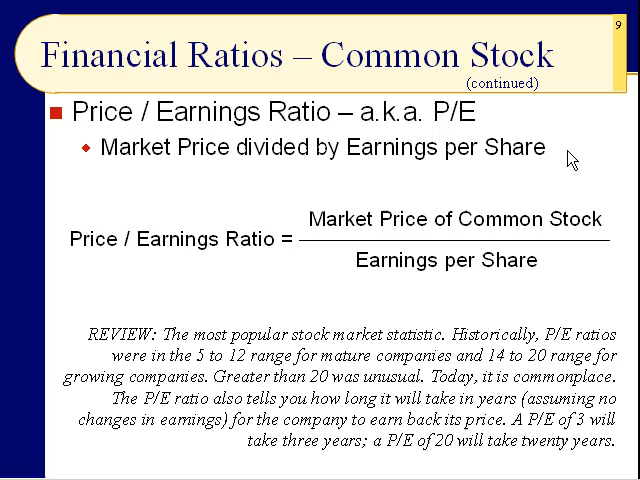 9
Financial Ratios – Common Stock
(continued)
Price / Earnings Ratio – a.k.a. P/E
Market Price divided by Earnings per Share
Market Price of Common Stock
Price / Earnings Ratio =
Earnings per Share
REVIEW: The most popular stock market statistic. Historically, P/E ratios
were in the 5 to 12 range for mature companies and 14 to 20 range for
growing companies. Greater than 20 was unusual. Today, it is commonplace.
The P/E ratio also tells you how long it will take in years (assuming no
changes in earnings) for the company to earn back its price. A P/E of 3 will
take three years; a P/E of 20 will take twenty years.